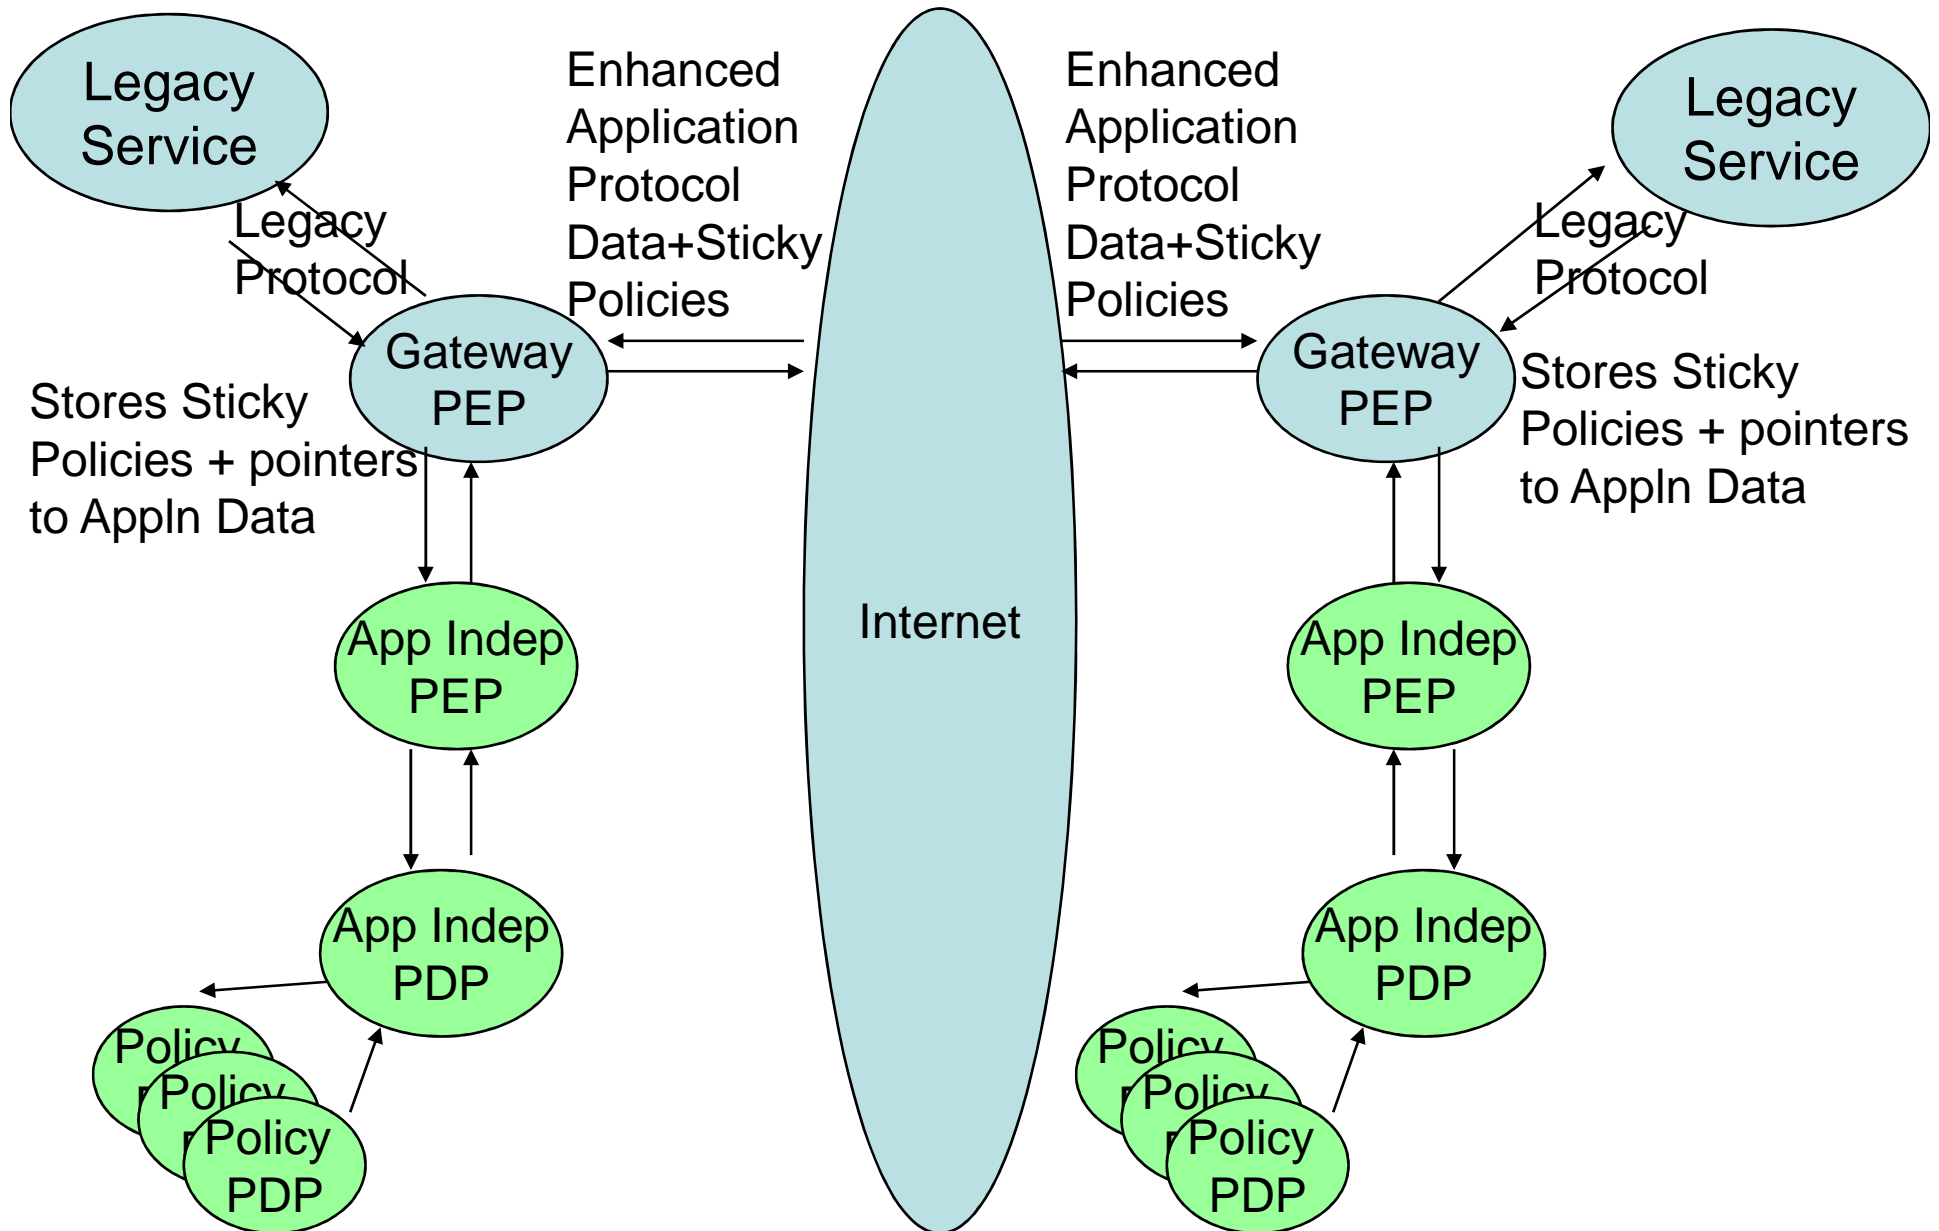 Legacy
Service
Legacy
Protocol
Enhanced
Application
Protocol
Data+Sticky
Policies
Gateway
PEP
Stores Sticky
Policies + pointers
to Appln Data
App Indep
PEP
App Indep
PDP
Policy
Policy
Policy
PDP
Internet
Enhanced
Application
Protocol
Data+Sticky
Policies
Legacy
Service
Legacy
Protocol
Gateway
PEP
Stores Sticky
Policies + pointers
to Appln Data
App Indep
PEP
App Indep
PDP
Policy
Policy
Policy
PDP